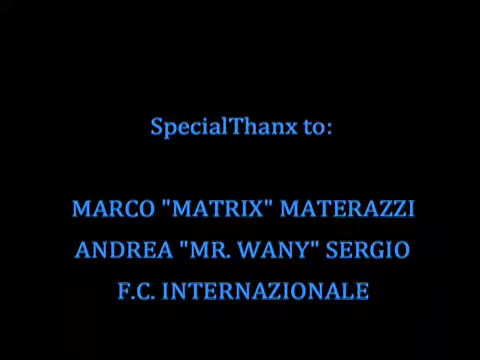 SpecialThanx to:
MARCO "MATRIX" MATERAZZI
ANDREA "MR. WANY" SERGIO
F.C. INTERNAZIONALE